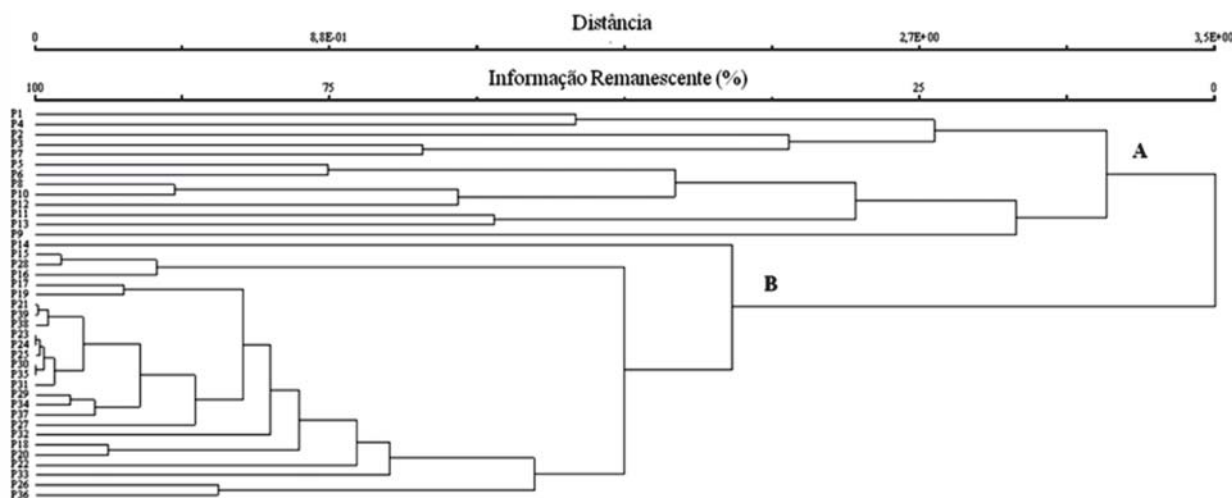 Distância
0 8,8E-01 2,7E+00 3,5E+00
Informação Remanescente (%)
100 75 25 0
P1
P4
P2
P3
P7
P5
P6
P8
P10
P12
P11
P13
P9
P14
P15
P28
P16
P17
P19
P21
P39
P38
P23
P24
P25
P30
P35
P31
P29
P34
P37
P27
P32
P18
P20
P22
P33
P26
P36
A
B